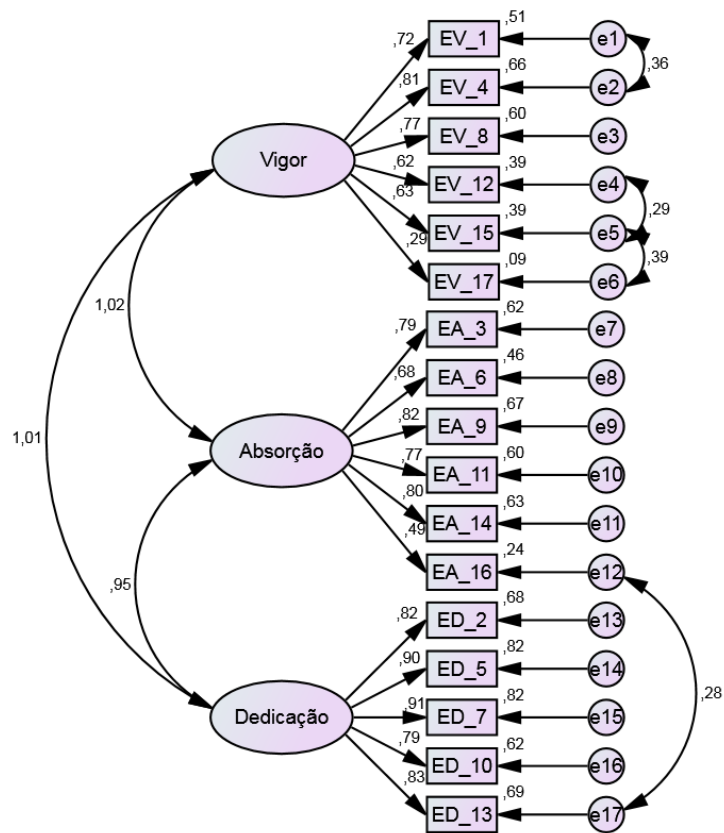 ,51
,72
EV_1
e1
,36
,66
,81
EV_4
e2
,60
,77
EV_8
e3
Vigor
,39
,62
EV_12
e4
,63
,39
EV_15
e5
,29
,29
,09
EV_17
e6
,39
1,02
,62
,79
EA_3
e7
,46
,68
EA_6
e8
,67
,82
EA_9
e9
1,01
Absorção
,60
,77
EA_11
e10
,80
,63
EA_14
e11
,49
,24
EA_16
e12
,95
,68
,82
ED_2
e13
,82
,90
ED_5
e14
,28
Dedicação
,82
,91
ED_7
e15
,79
,62
ED_10
e16
,83
,69
ED_13
e17